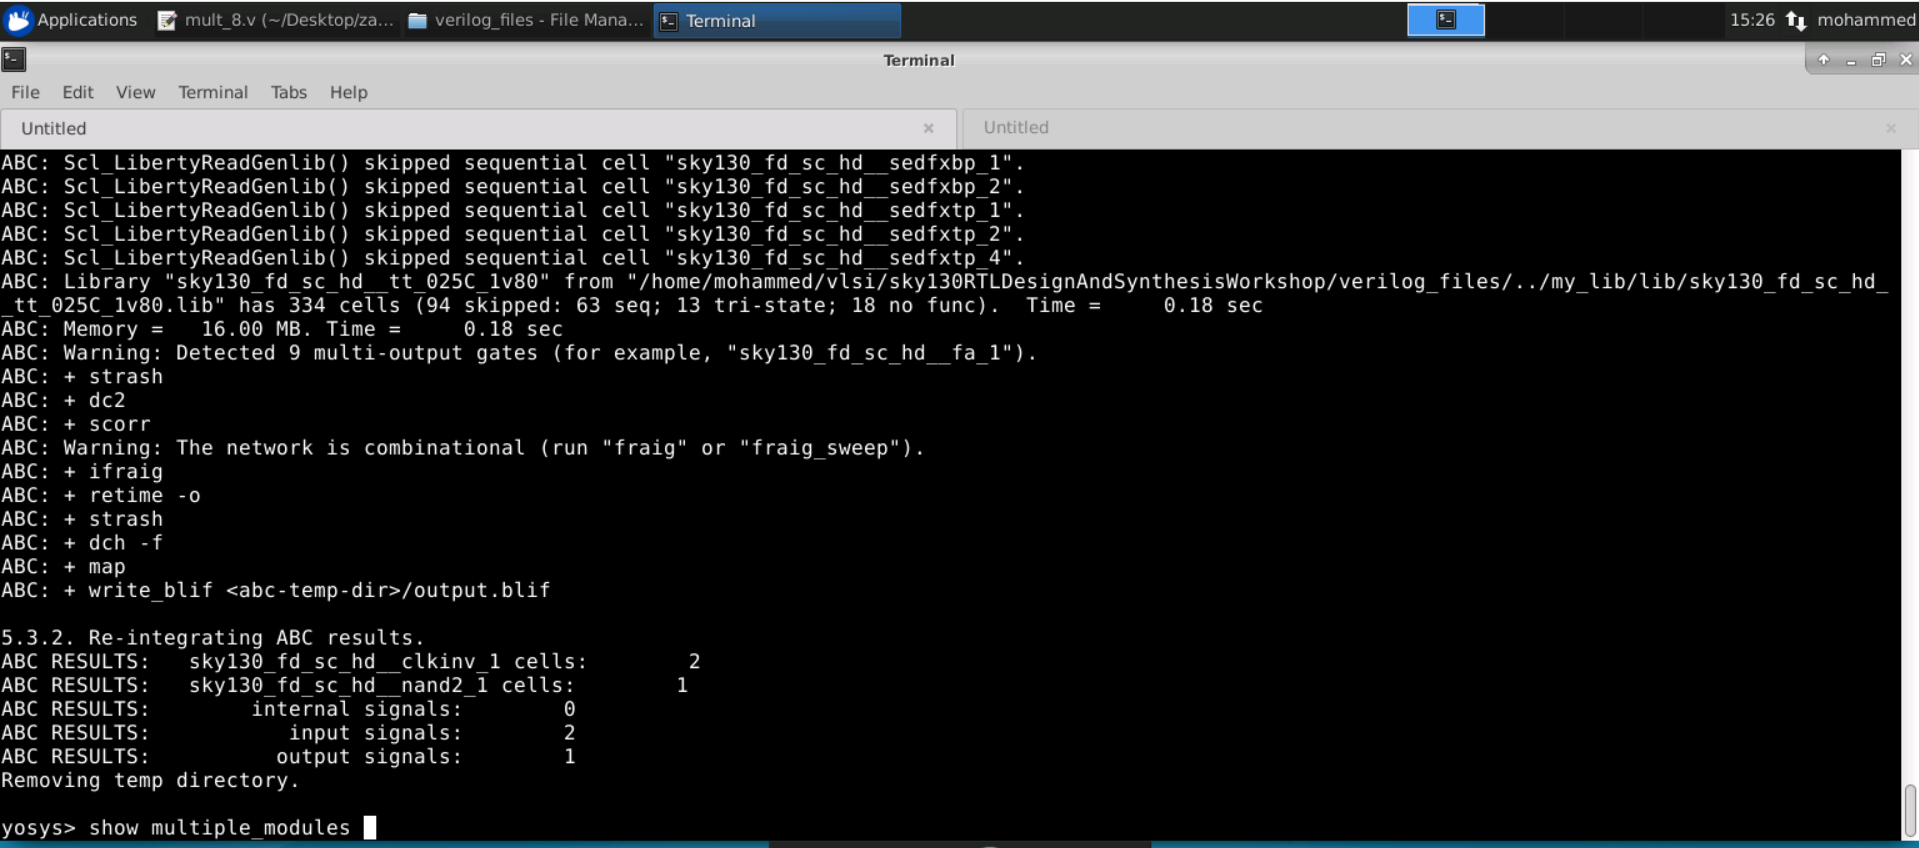 Applications mult_8.v (~/Desktop/za... verilog_files - File Mana... Terminal 15:26 mohammed
Terminal
File Edit View Terminal Tabs Help
Untitled Untitled
ABC: Scl_LibertyReadGenlib() skipped sequential cell "sky130_fd_sc_hd__sedfxbp_1".
ABC: Scl_LibertyReadGenlib() skipped sequential cell "sky130_fd_sc_hd__sedfxbp_2".
ABC: Scl_LibertyReadGenlib() skipped sequential cell "sky130_fd_sc_hd__sedfxtp_1".
ABC: Scl_LibertyReadGenlib() skipped sequential cell "sky130_fd_sc_hd__sedfxtp_2".
ABC: Scl_LibertyReadGenlib() skipped sequential cell "sky130_fd_sc_hd__sedfxtp_4".
ABC: Library "sky130_fd_sc_hd__tt_025C_1v80" from "/home/mohammed/vlsi/sky130RTLDesignAndSynthesisWorkshop/verilog_files/../my_lib/lib/sky130_fd_sc_hd_
_tt_025C_1v80.lib" has 334 cells (94 skipped: 63 seq; 13 tri-state; 18 no func).  Time =     0.18 sec
ABC: Memory =   16.00 MB. Time =     0.18 sec
ABC: Warning: Detected 9 multi-output gates (for example, "sky130_fd_sc_hd__fa_1").
ABC: + strash
ABC: + dc2
ABC: + scorr
ABC: Warning: The network is combinational (run "fraig" or "fraig_sweep").
ABC: + ifraig
ABC: + retime -o
ABC: + strash
ABC: + dch -f
ABC: + map
ABC: + write_blif <abc-temp-dir>/output.blif
5.3.2. Re-integrating ABC results.
ABC RESULTS:   sky130_fd_sc_hd__clkinv_1 cells:        2
ABC RESULTS:   sky130_fd_sc_hd__nand2_1 cells:        1
ABC RESULTS:        internal signals:        0
ABC RESULTS:           input signals:        2
ABC RESULTS:          output signals:        1
Removing temp directory.
yosys> show multiple_modules